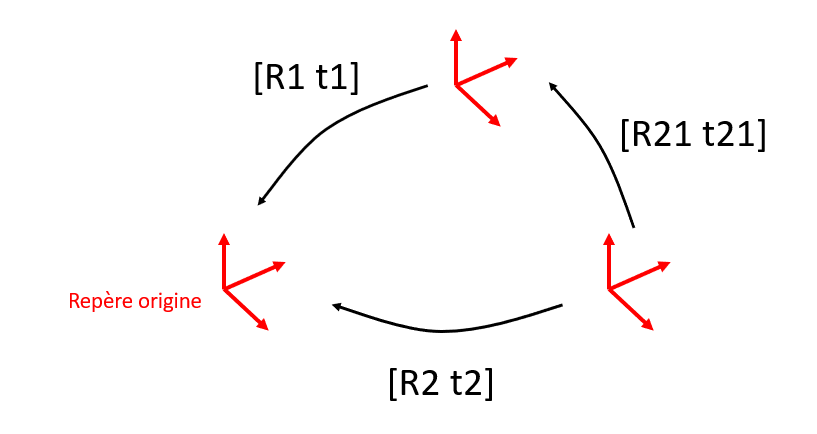 [R1 t1]
[R21 t21]
Repère origine
[R2 t2]